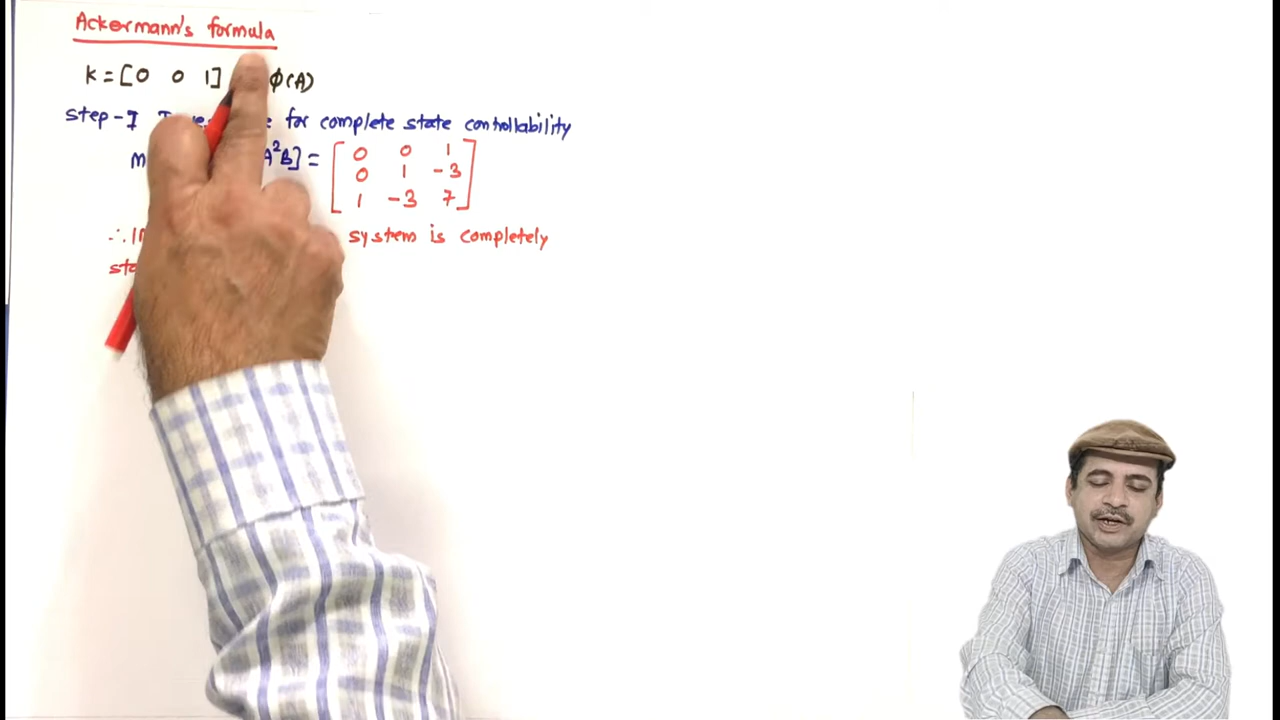 Ackermann's formula
K = [0 0 1] φ(A)
step-I for complete state controllability
A²B] = [ 0 0 1
0 1 -3
1 -3 7 ]
∴ system is completely